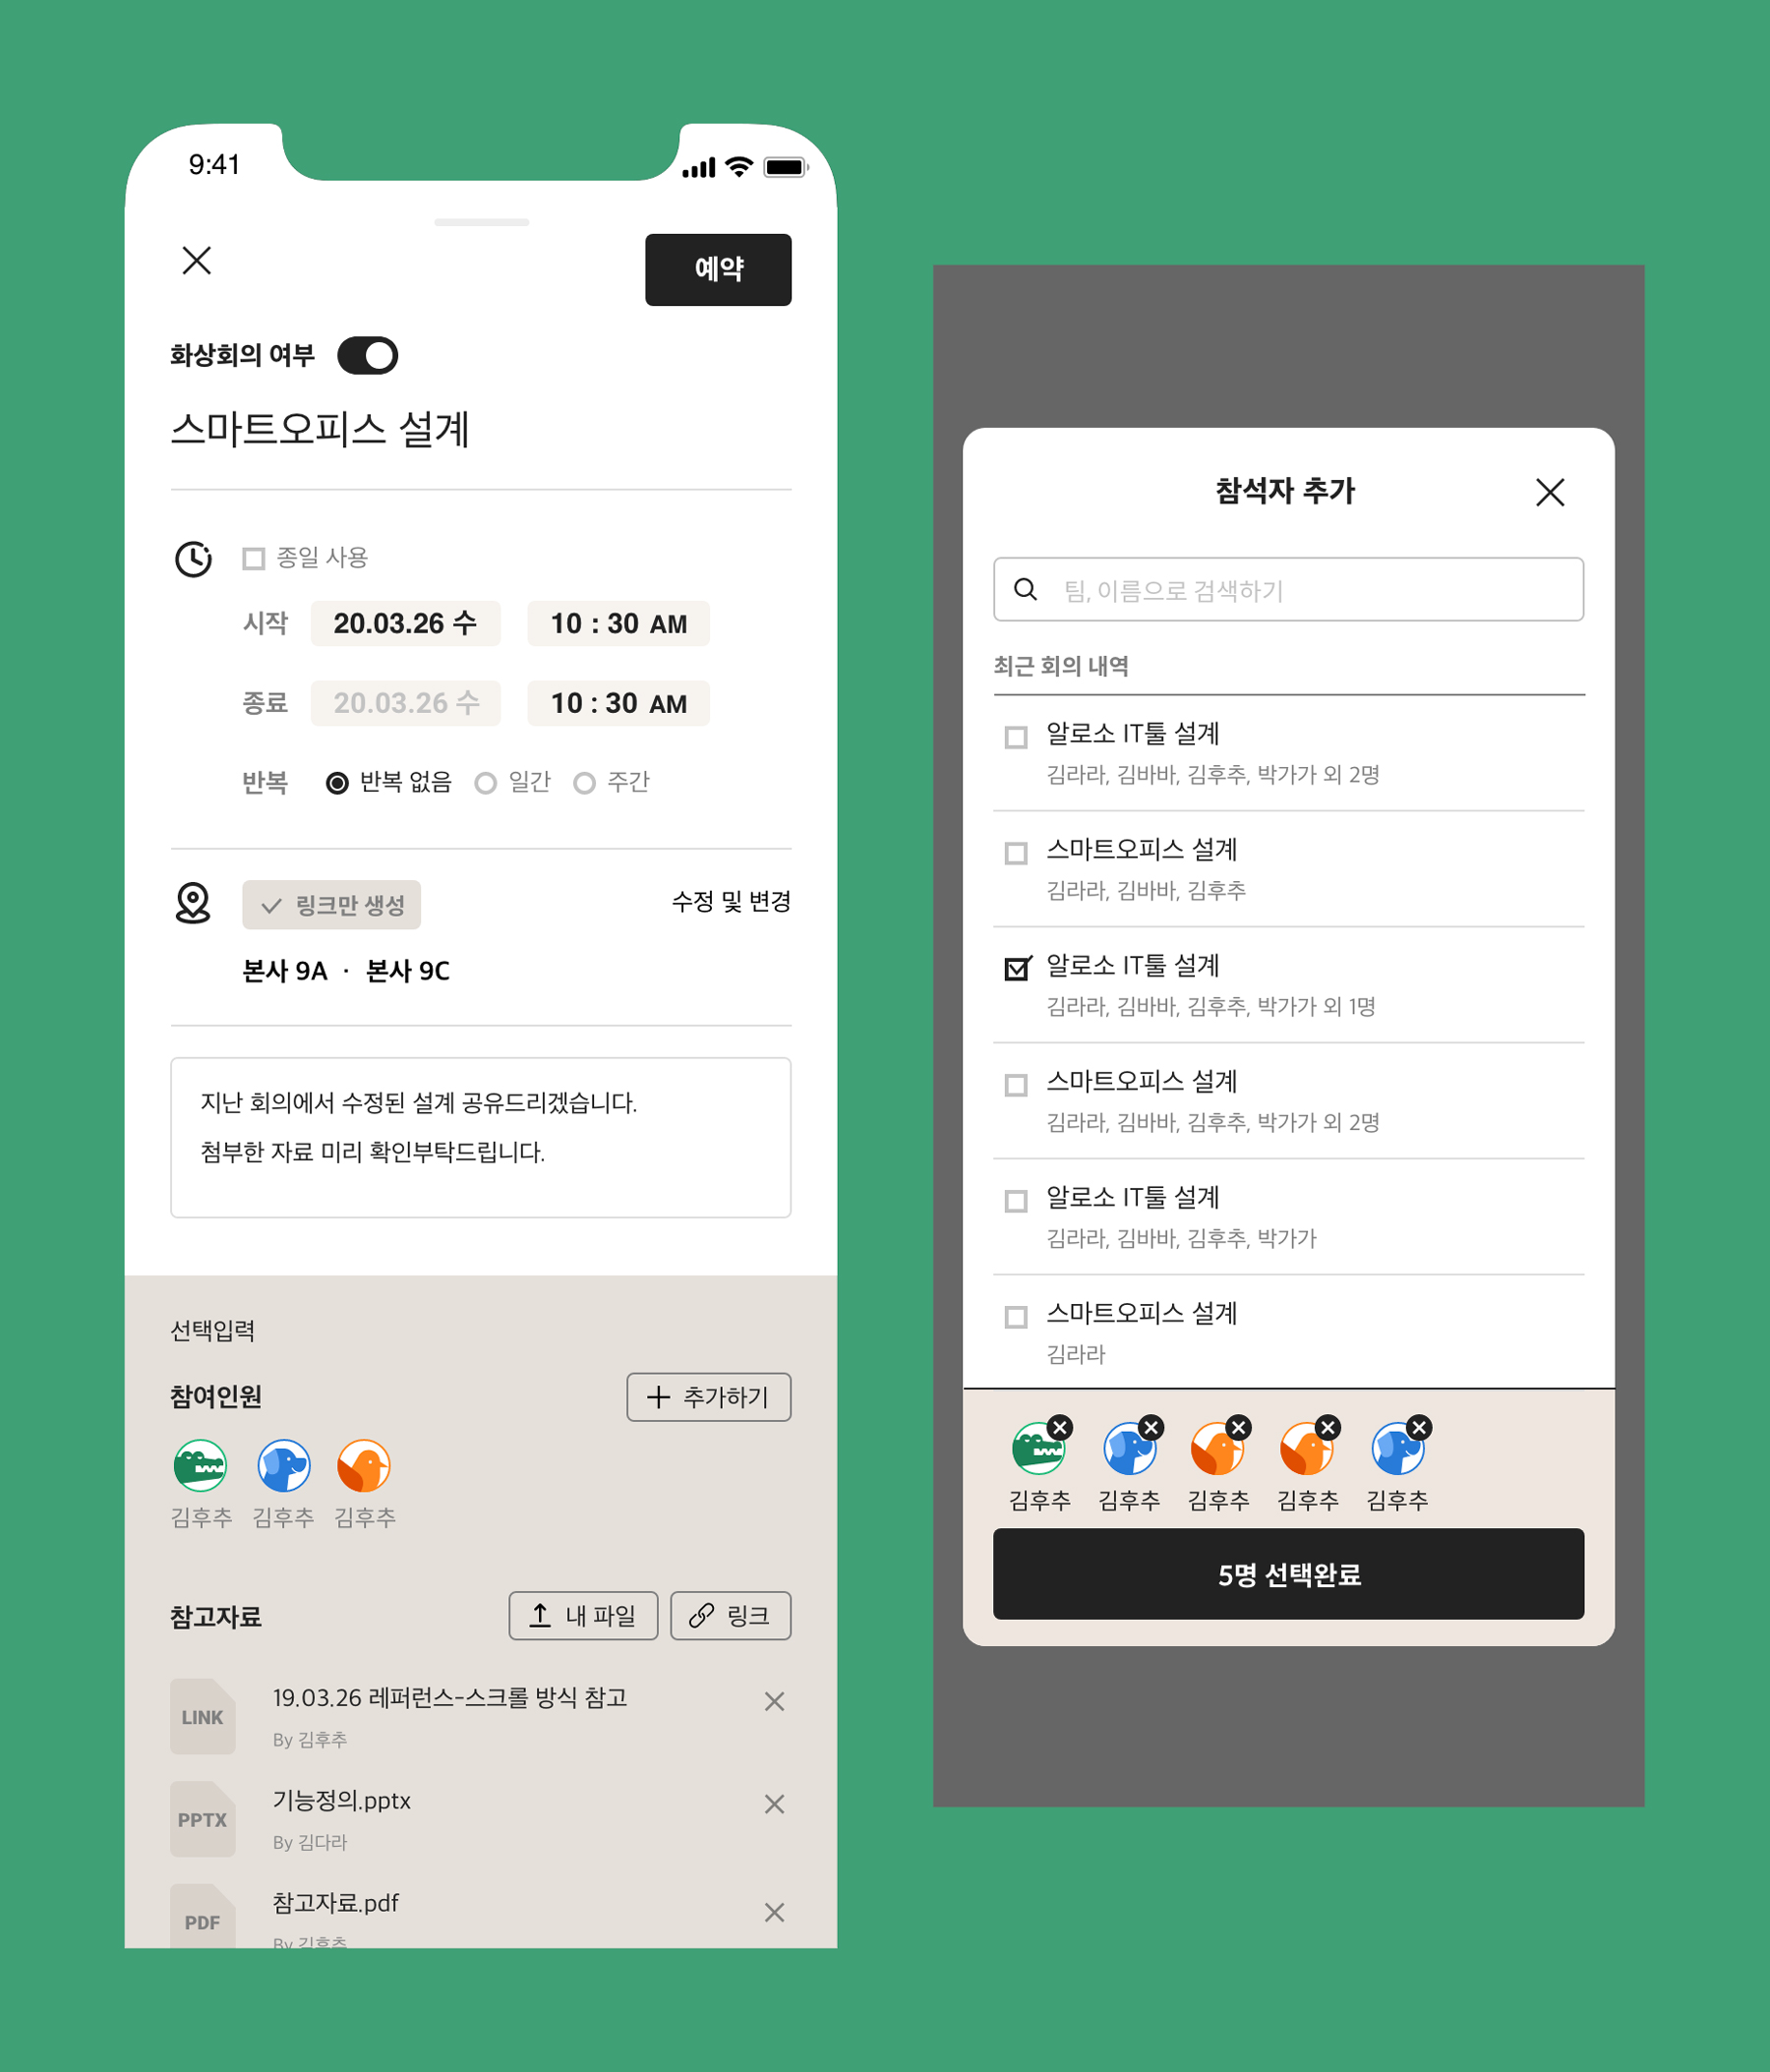 9:41
예약
화상회의 여부
스마트오피스 설계
종일 사용
시작 20.03.26 수 10 : 30 AM
종료 20.03.26 수 10 : 30 AM
반복 반복 없음 일간 주간
링크만 생성 수정 및 변경
본사 9A · 본사 9C
지난 회의에서 수정된 설계 공유드리겠습니다.
첨부한 자료 미리 확인부탁드립니다.
선택입력
참여인원 추가하기
김후추 김후추 김후추
참고자료 내 파일 링크
LINK 19.03.26 레퍼런스-스크롤 방식 참고
By 김후추
PPTX 기능정의.pptx
By 김다라
PDF 참고자료.pdf
By 김후추
참석자 추가
팀, 이름으로 검색하기
최근 회의 내역
알로소 IT툴 설계
김라라, 김바바, 김후추, 박가가 외 2명
스마트오피스 설계
김라라, 김바바, 김후추
알로소 IT툴 설계
김라라, 김바바, 김후추, 박가가 외 1명
스마트오피스 설계
김라라, 김바바, 김후추, 박가가 외 2명
알로소 IT툴 설계
김라라, 김바바, 김후추, 박가가
스마트오피스 설계
김라라
김후추 김후추 김후추 김후추 김후추
5명 선택완료